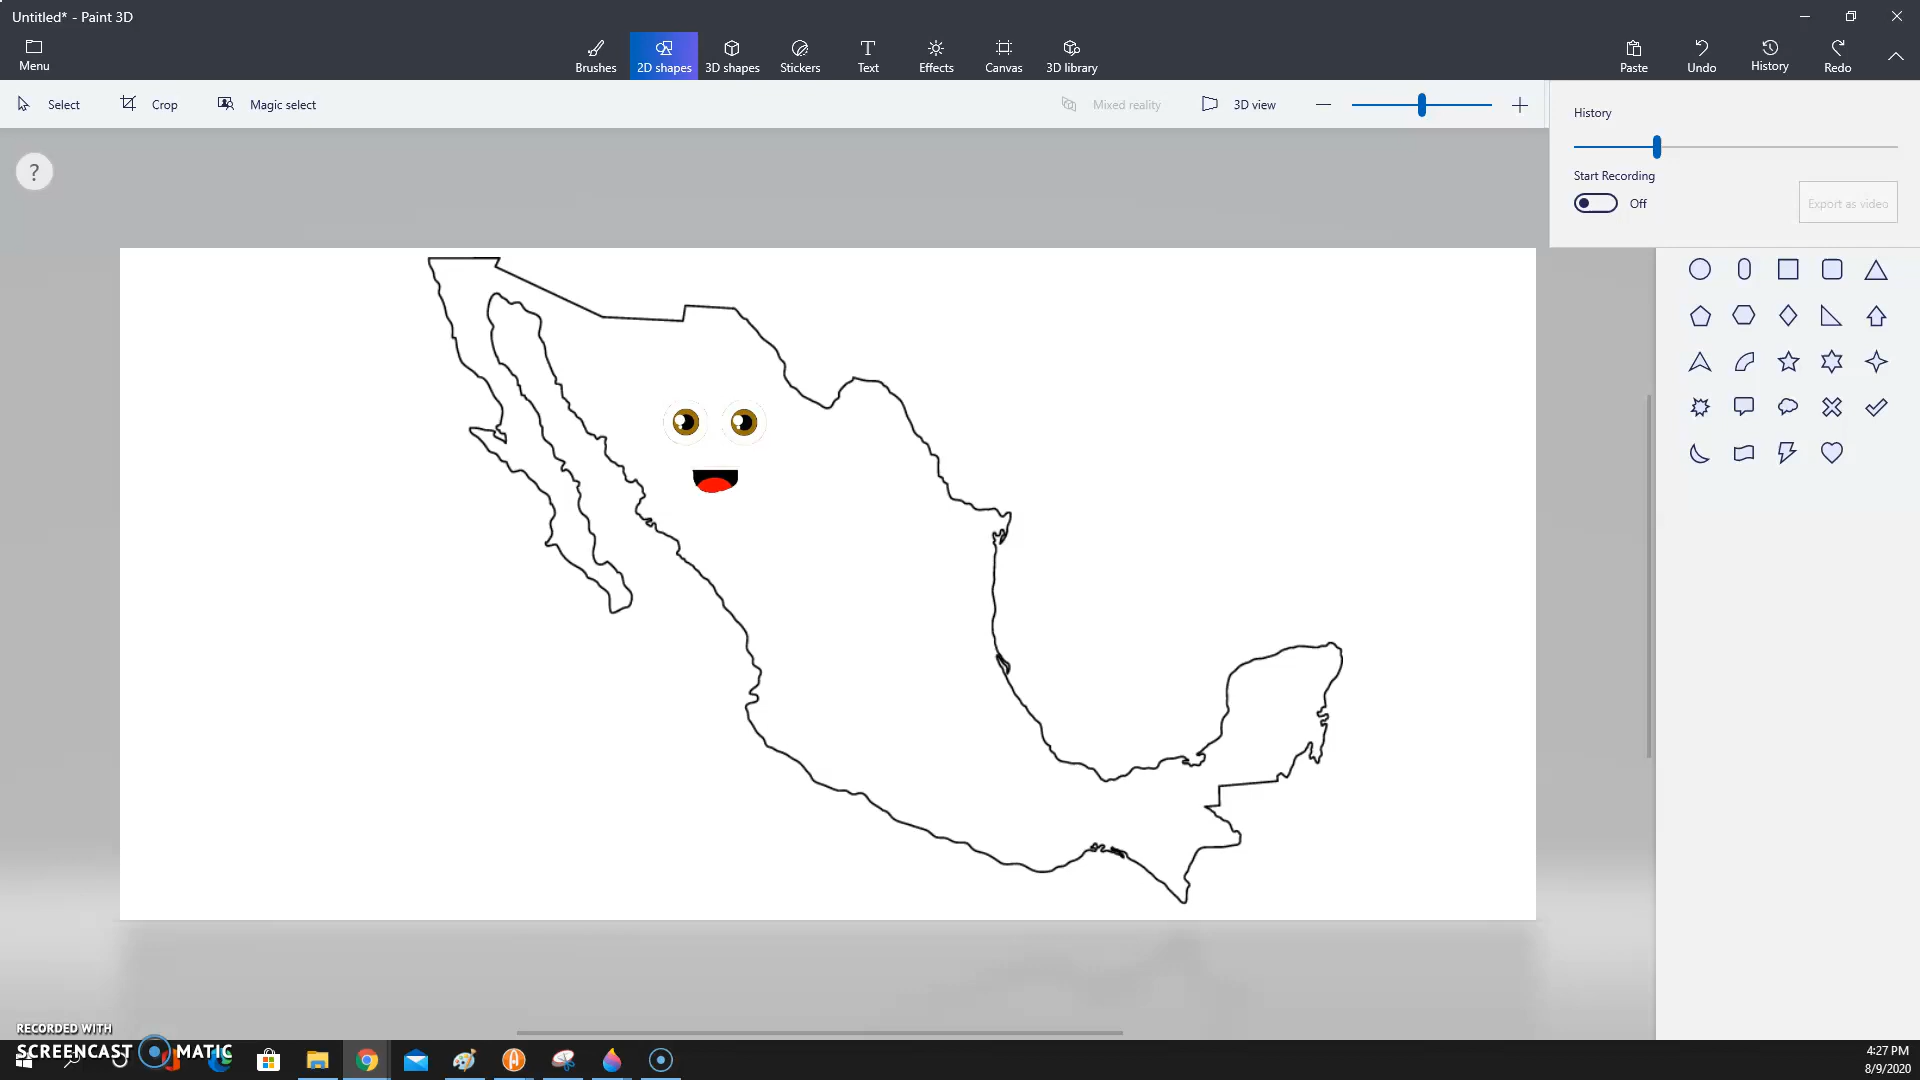 Untitled* - Paint 3D
Menu
Brushes
2D shapes
3D shapes
Stickers
Text
Effects
Canvas
3D library
Paste
Undo
History
Redo
Select
Crop
Magic select
Mixed reality
3D view
History
Start Recording
Off
Export as video
?
RECORDED WITH
SCREENCAST MATIC
4:27 PM
8/9/2020